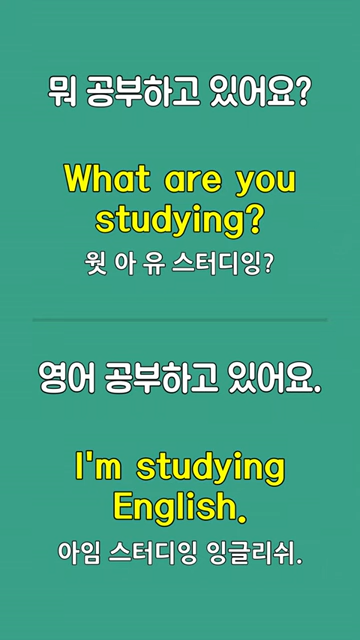 뭐 공부하고 있어요?
What are you
studying?
웟 아 유 스터디잉?
영어 공부하고 있어요.
I'm studying
English.
아임 스터디잉 잉글리쉬.